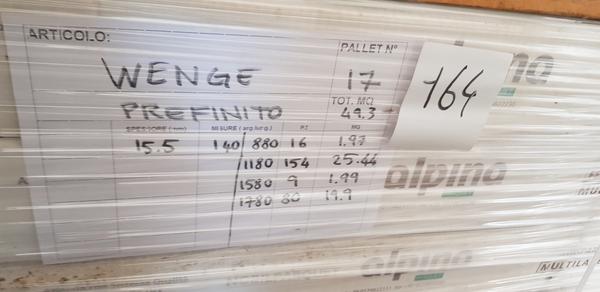 ARTICOLO:
PALLET N°
WENGE
17
164
PREFINITO
TOT. MQ
49.3
SPESSORE (mm) MISURE (larg/lung.) PZ MQ
15.5 140 880 16 1.97
1180 154 25.44
1580 9 1.99
1780 80 19.9
alpina
alpina
MULTILA